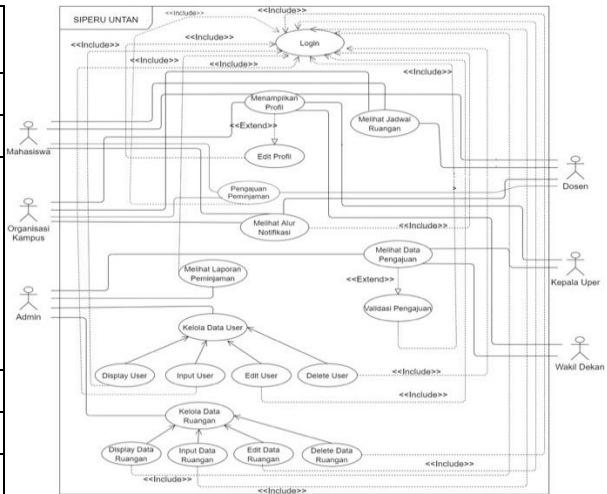 SIPERU UNTAN
<<Include>>
<<Include>>
<<Include>>
<<Include>>
<<Include>>
Login
<<Include>>
<<Include>>
Menampilkan
Profil
Melihat Jadwal
Ruangan
<<Extend>>
Mahasiswa
Edit Profil
Dosen
Pengajuan
Peminjaman
Organisasi
Kampus
Melihat Alur
Notifikasi
<<Include>>
Melihat Data
Pengajuan
Melihat Laporan
Peminjaman
<<Extend>>
Kepala Uper
Admin
Validasi Pengajuan
Kelola Data User
Wakil Dekan
Display User
Input User
Edit User
Delete User
<<Include>>
<<Include>>
Kelola Data
Ruangan
<<Include>>
Display Data
Ruangan
Input Data
Ruangan
Edit Data
Ruangan
Delete Data
Ruangan
<<Include>>
<<Include>>
<<Include>>